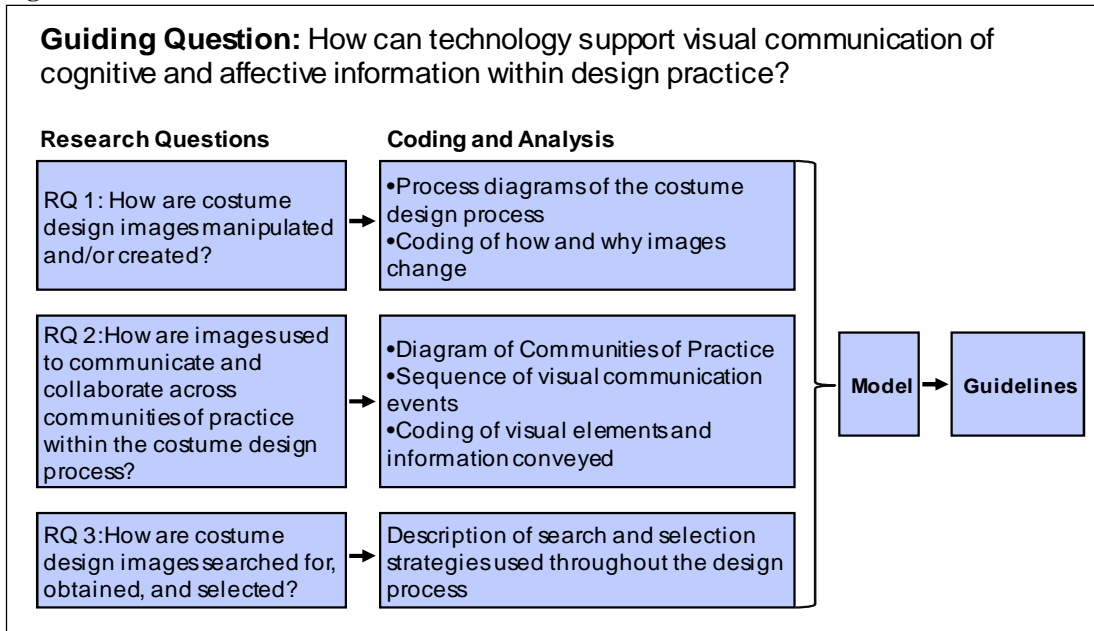 Guiding Question: How can technology support visual communication of
cognitive and affective information within design practice?
Research Questions
Coding and Analysis
RQ 1: How are costume
design images manipulated
and/or created?
•Process diagrams of the costume
design process
•Coding of how and why images
change
RQ 2:How are images used
to communicate and
collaborate across
communities of practice
within the costume design
process?
•Diagram of Communities of Practice
•Sequence of visual communication
events
•Coding of visual elements and
information conveyed
RQ 3:How are costume
design images searched for,
obtained, and selected?
Description of search and selection
strategies used throughout the design
process
Model
Guidelines